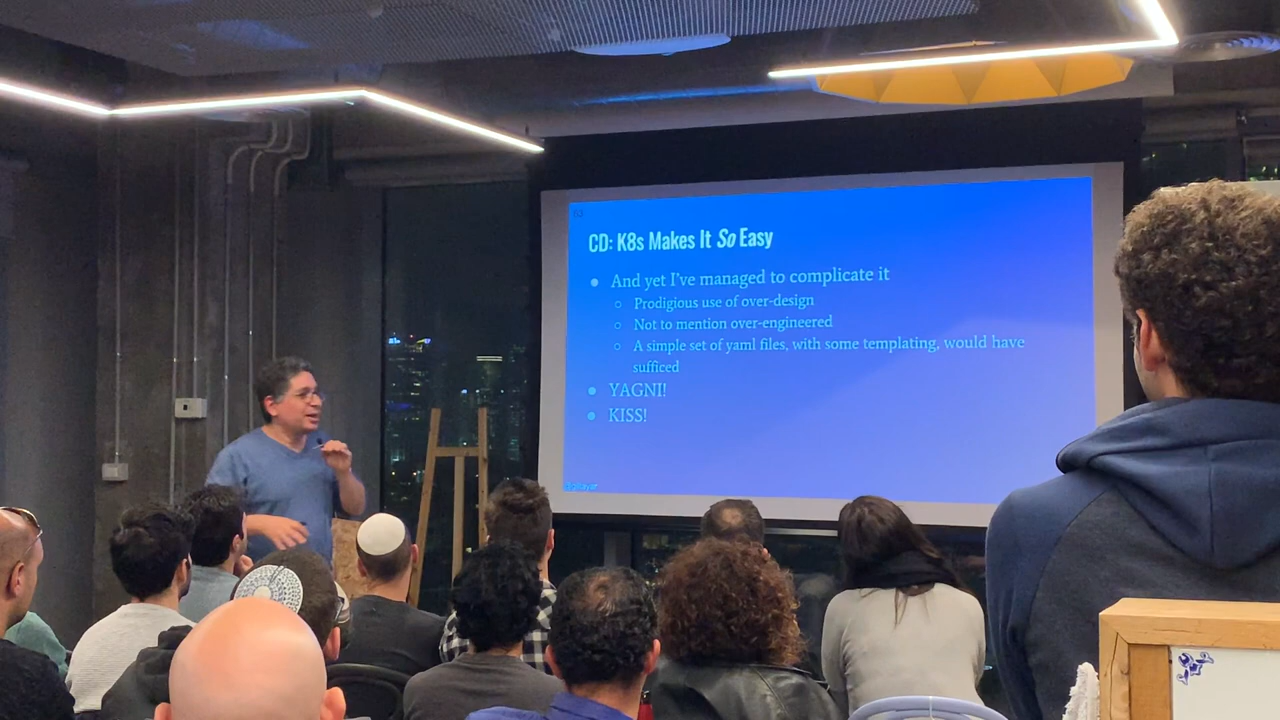 CD: K8s Makes It So Easy
● And yet I've managed to complicate it
○ Prodigious use of over-design
○ Not to mention over-engineered
○ A simple set of yaml files, with some templating, would have
sufficed
● YAGNI!
● KISS!